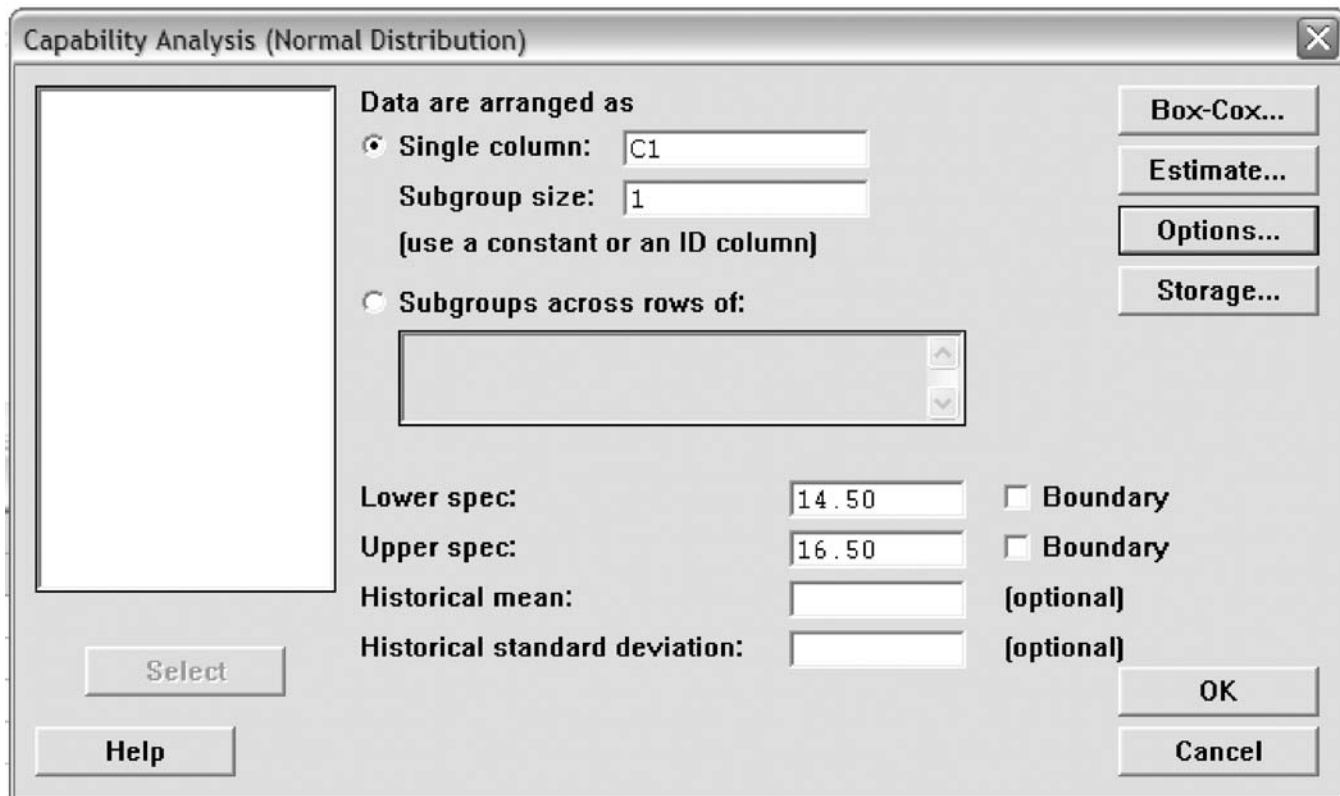 Capability Analysis (Normal Distribution)
Data are arranged as
Single column: C1
Subgroup size: 1
(use a constant or an ID column)
Subgroups across rows of:
Box-Cox...
Estimate...
Options...
Storage...
Lower spec: 14.50 Boundary
Upper spec: 16.50 Boundary
Historical mean: (optional)
Historical standard deviation: (optional)
Select
Help
OK
Cancel